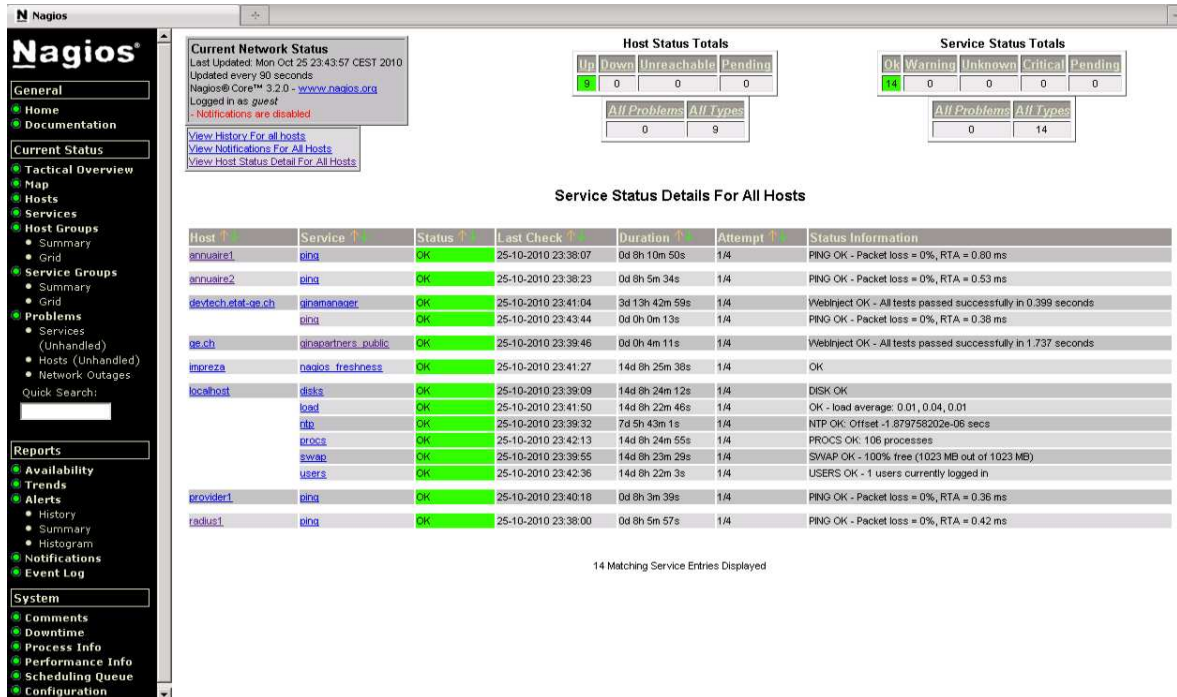 Nagios
Nagios®
General
Home
Documentation
Current Status
Tactical Overview
Map
Hosts
Services
Host Groups
Summary
Grid
Service Groups
Summary
Grid
Problems
Services
(Unhandled)
Hosts (Unhandled)
Network Outages
Quick Search:
Reports
Availability
Trends
Alerts
History
Summary
Histogram
Notifications
Event Log
System
Comments
Downtime
Process Info
Performance Info
Scheduling Queue
Configuration
Current Network Status
Last Updated: Mon Oct 25 23:43:57 CEST 2010
Updated every 90 seconds
Nagios® Core™ 3.2.0 - www.nagios.org
Logged in as guest
- Notifications are disabled
View History For all hosts
View Notifications For All Hosts
View Host Status Detail For All Hosts
Host Status Totals
Up Down Unreachable Pending
9 0 0 0
All Problems All Types
0 9
Service Status Totals
Ok Warning Unknown Critical Pending
14 0 0 0 0
All Problems All Types
0 14
Service Status Details For All Hosts
Host Service Status Last Check Duration Attempt Status Information
annuaire1 ping OK 25-10-2010 23:38:07 0d 8h 10m 50s 1/4 PING OK - Packet loss = 0%, RTA = 0.80 ms
annuaire2 ping OK 25-10-2010 23:38:23 0d 8h 5m 34s 1/4 PING OK - Packet loss = 0%, RTA = 0.53 ms
devtech.etat-ge.ch ginamanager OK 25-10-2010 23:41:04 3d 13h 42m 59s 1/4 WebInject OK - All tests passed successfully in 0.399 seconds
ping OK 25-10-2010 23:43:44 0d 0h 0m 13s 1/4 PING OK - Packet loss = 0%, RTA = 0.38 ms
ge.ch ginapartners_public OK 25-10-2010 23:39:46 0d 0h 4m 11s 1/4 WebInject OK - All tests passed successfully in 1.737 seconds
impreza nagios_freshness OK 25-10-2010 23:41:27 14d 8h 25m 38s 1/4 OK
localhost disks OK 25-10-2010 23:39:09 14d 8h 24m 12s 1/4 DISK OK
load OK 25-10-2010 23:41:50 14d 8h 22m 46s 1/4 OK - load average: 0.01, 0.04, 0.01
ntp OK 25-10-2010 23:39:32 7d 5h 43m 1s 1/4 NTP OK: Offset -1.879758202e-06 secs
procs OK 25-10-2010 23:42:13 14d 8h 24m 55s 1/4 PROCS OK: 106 processes
swap OK 25-10-2010 23:39:55 14d 8h 23m 29s 1/4 SWAP OK - 100% free (1023 MB out of 1023 MB)
users OK 25-10-2010 23:42:36 14d 8h 22m 3s 1/4 USERS OK - 1 users currently logged in
provider1 ping OK 25-10-2010 23:40:18 0d 8h 3m 39s 1/4 PING OK - Packet loss = 0%, RTA = 0.36 ms
radius1 ping OK 25-10-2010 23:38:00 0d 8h 5m 57s 1/4 PING OK - Packet loss = 0%, RTA = 0.42 ms
14 Matching Service Entries Displayed